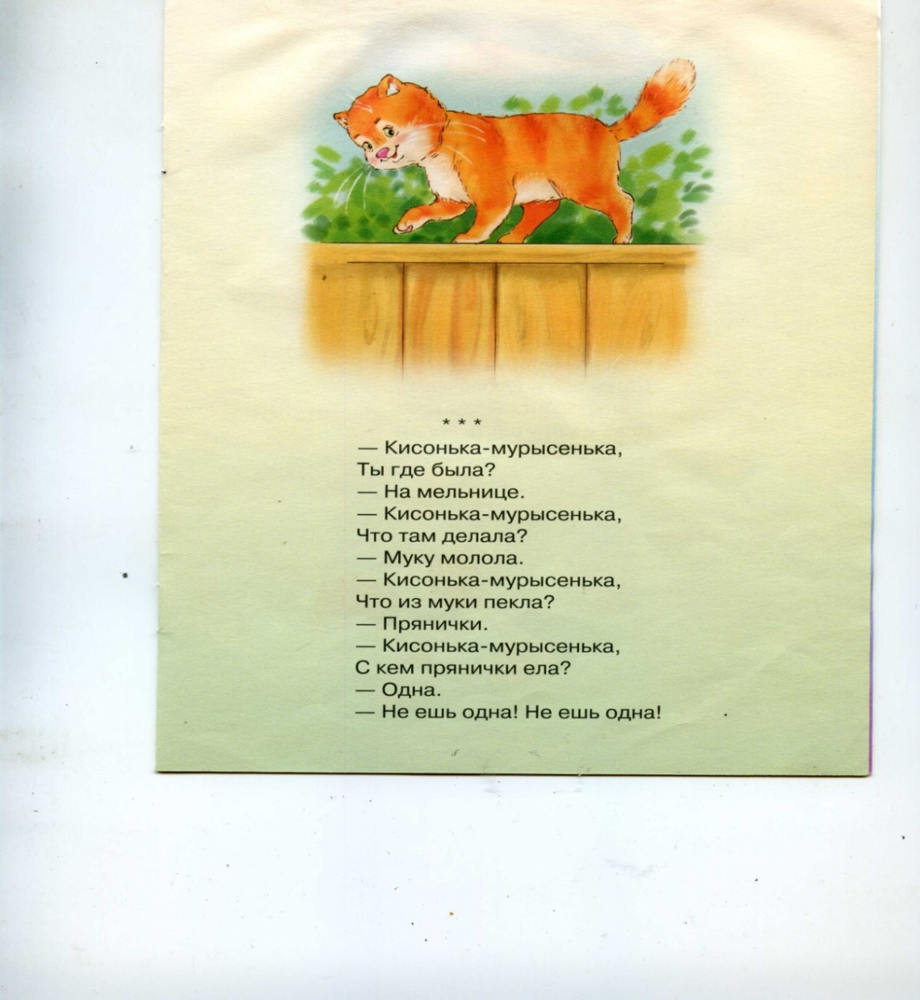 * * *
— Кисонька-мурысенька,
Ты где была?
— На мельнице.
— Кисонька-мурысенька,
Что там делала?
— Муку молола.
— Кисонька-мурысенька,
Что из муки пекла?
— Прянички.
— Кисонька-мурысенька,
С кем прянички ела?
— Одна.
— Не ешь одна! Не ешь одна!